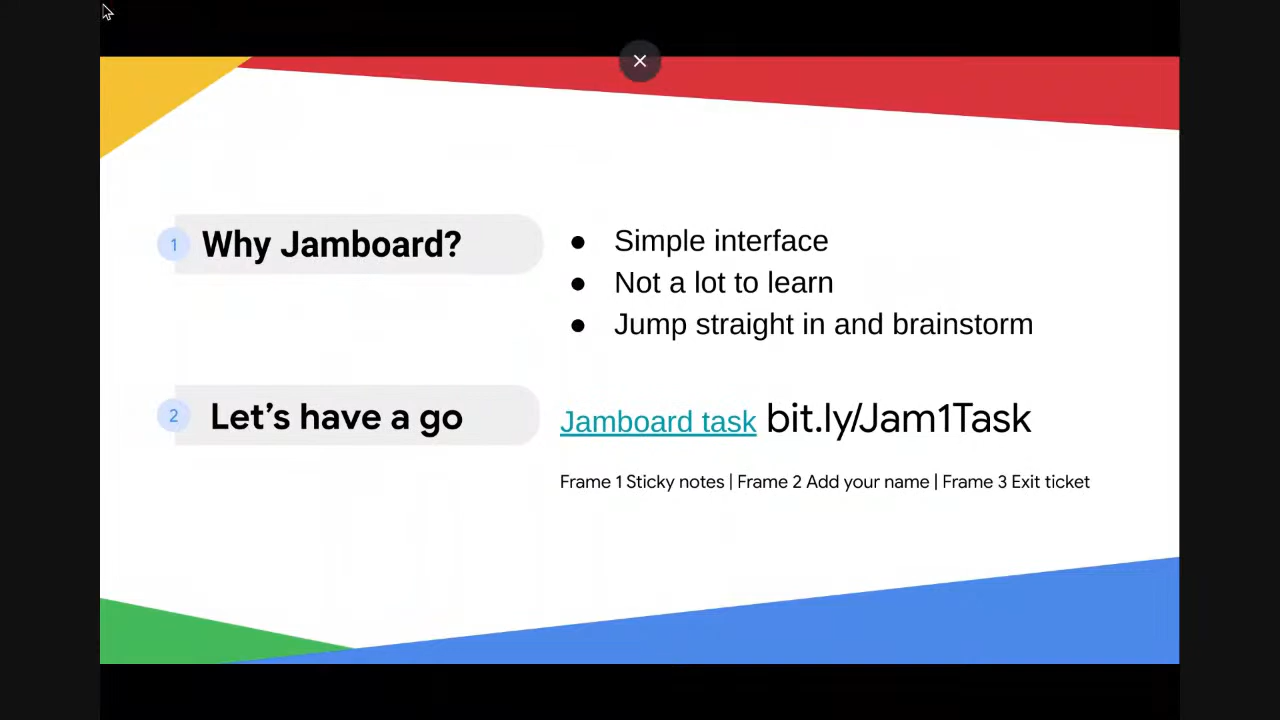 1 Why Jamboard?
● Simple interface
● Not a lot to learn
● Jump straight in and brainstorm
2 Let’s have a go
Jamboard task bit.ly/Jam1Task
Frame 1 Sticky notes | Frame 2 Add your name | Frame 3 Exit ticket